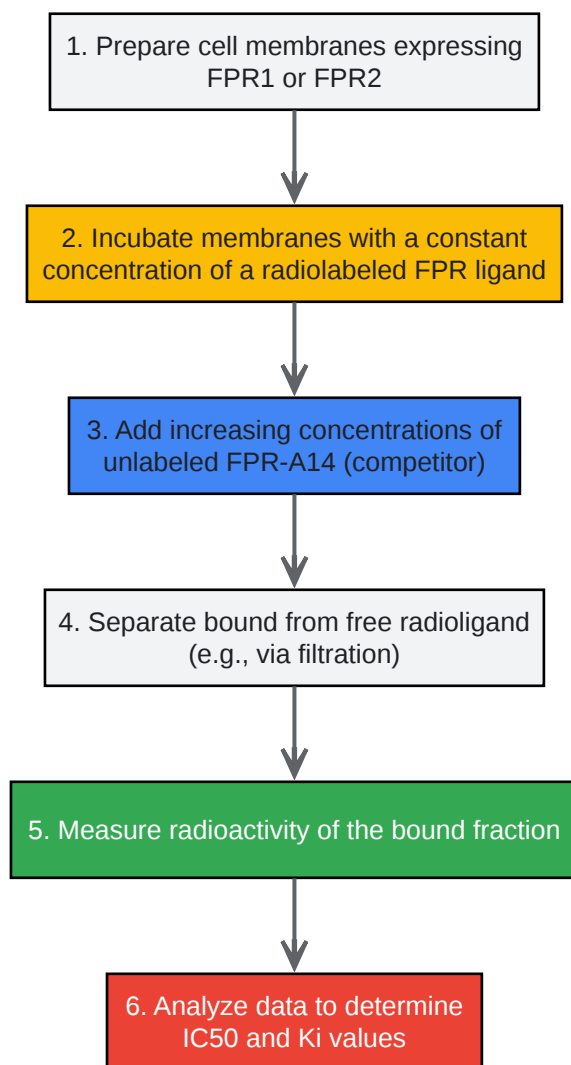 1. Prepare cell membranes expressing
FPR1 or FPR2
2. Incubate membranes with a constant
concentration of a radiolabeled FPR ligand
3. Add increasing concentrations of
unlabeled FPR-A14 (competitor)
4. Separate bound from free radioligand
(e.g., via filtration)
5. Measure radioactivity of the bound fraction
6. Analyze data to determine
IC50 and Ki values